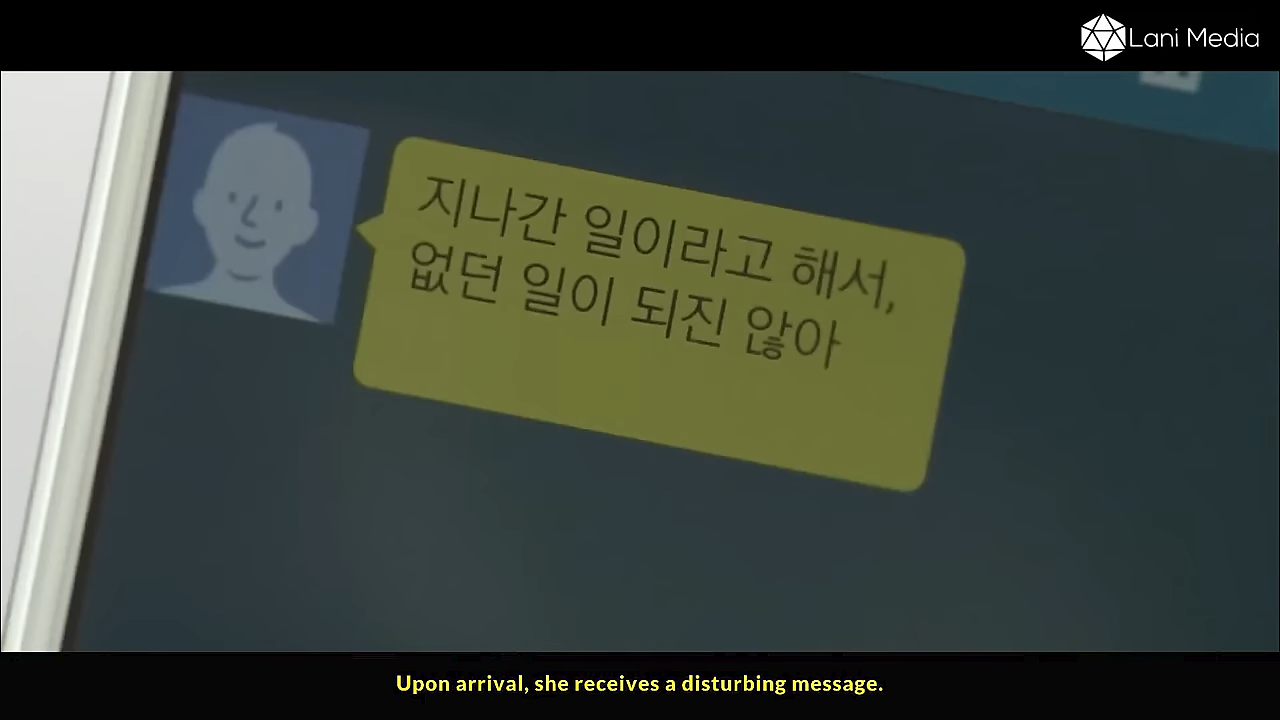 Lani Media
지나간 일이라고 해서,
없던 일이 되진 않아
Upon arrival, she receives a disturbing message.